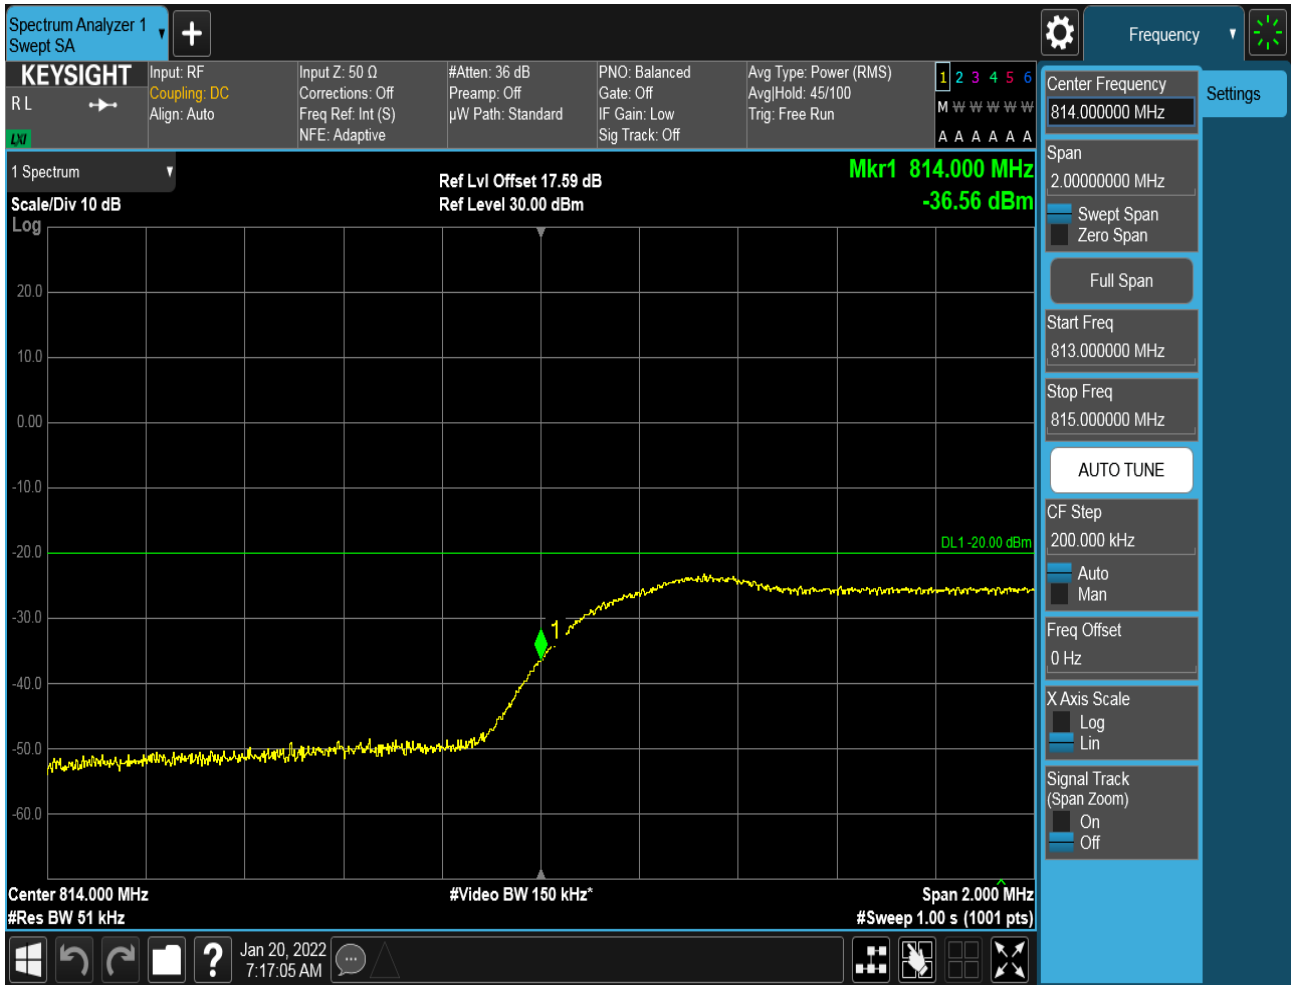 Spectrum Analyzer 1
Swept SA
Frequency
KEYSIGHT
R L
LXI
Input: RF
Coupling: DC
Align: Auto
Input Z: 50 Ω
Corrections: Off
Freq Ref: Int (S)
NFE: Adaptive
#Atten: 36 dB
Preamp: Off
µW Path: Standard
PNO: Balanced
Gate: Off
IF Gain: Low
Sig Track: Off
Avg Type: Power (RMS)
Avg|Hold: 45/100
Trig: Free Run
1 2 3 4 5 6
M W W W W W
A A A A A A
1 Spectrum
Scale/Div 10 dB
Log
Ref Lvl Offset 17.59 dB
Ref Level 30.00 dBm
Mkr1 814.000 MHz
-36.56 dBm
20.0
10.0
0.00
-10.0
-20.0
-30.0
-40.0
-50.0
-60.0
DL1 -20.00 dBm
1
Center 814.000 MHz
#Res BW 51 kHz
#Video BW 150 kHz*
Span 2.000 MHz
#Sweep 1.00 s (1001 pts)
Center Frequency
814.000000 MHz
Settings
Span
2.00000000 MHz
Swept Span
Zero Span
Full Span
Start Freq
813.000000 MHz
Stop Freq
815.000000 MHz
AUTO TUNE
CF Step
200.000 kHz
Auto
Man
Freq Offset
0 Hz
X Axis Scale
Log
Lin
Signal Track
(Span Zoom)
On
Off
?
Jan 20, 2022
7:17:05 AM